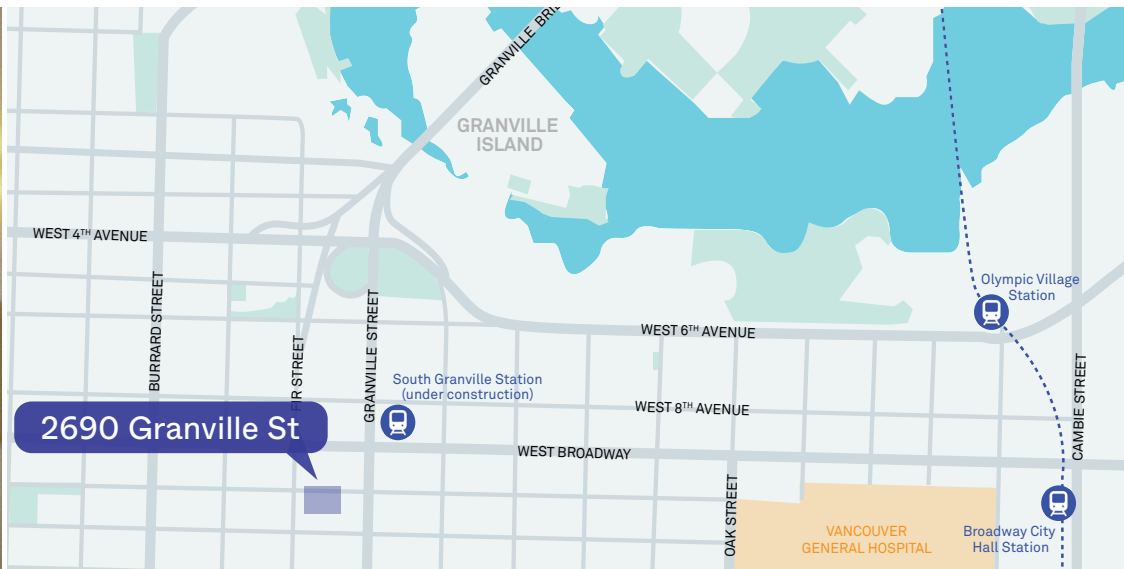 GRANVILLE BRI
GRANVILLE
ISLAND
WEST 4TH AVENUE
BURRARD STREET
FIR STREET
GRANVILLE STREET
Olympic Village
Station
WEST 6TH AVENUE
CAMBIE STREET
South Granville Station
(under construction)
WEST 8TH AVENUE
2690 Granville St
WEST BROADWAY
OAK STREET
VANCOUVER
GENERAL HOSPITAL
Broadway City
Hall Station